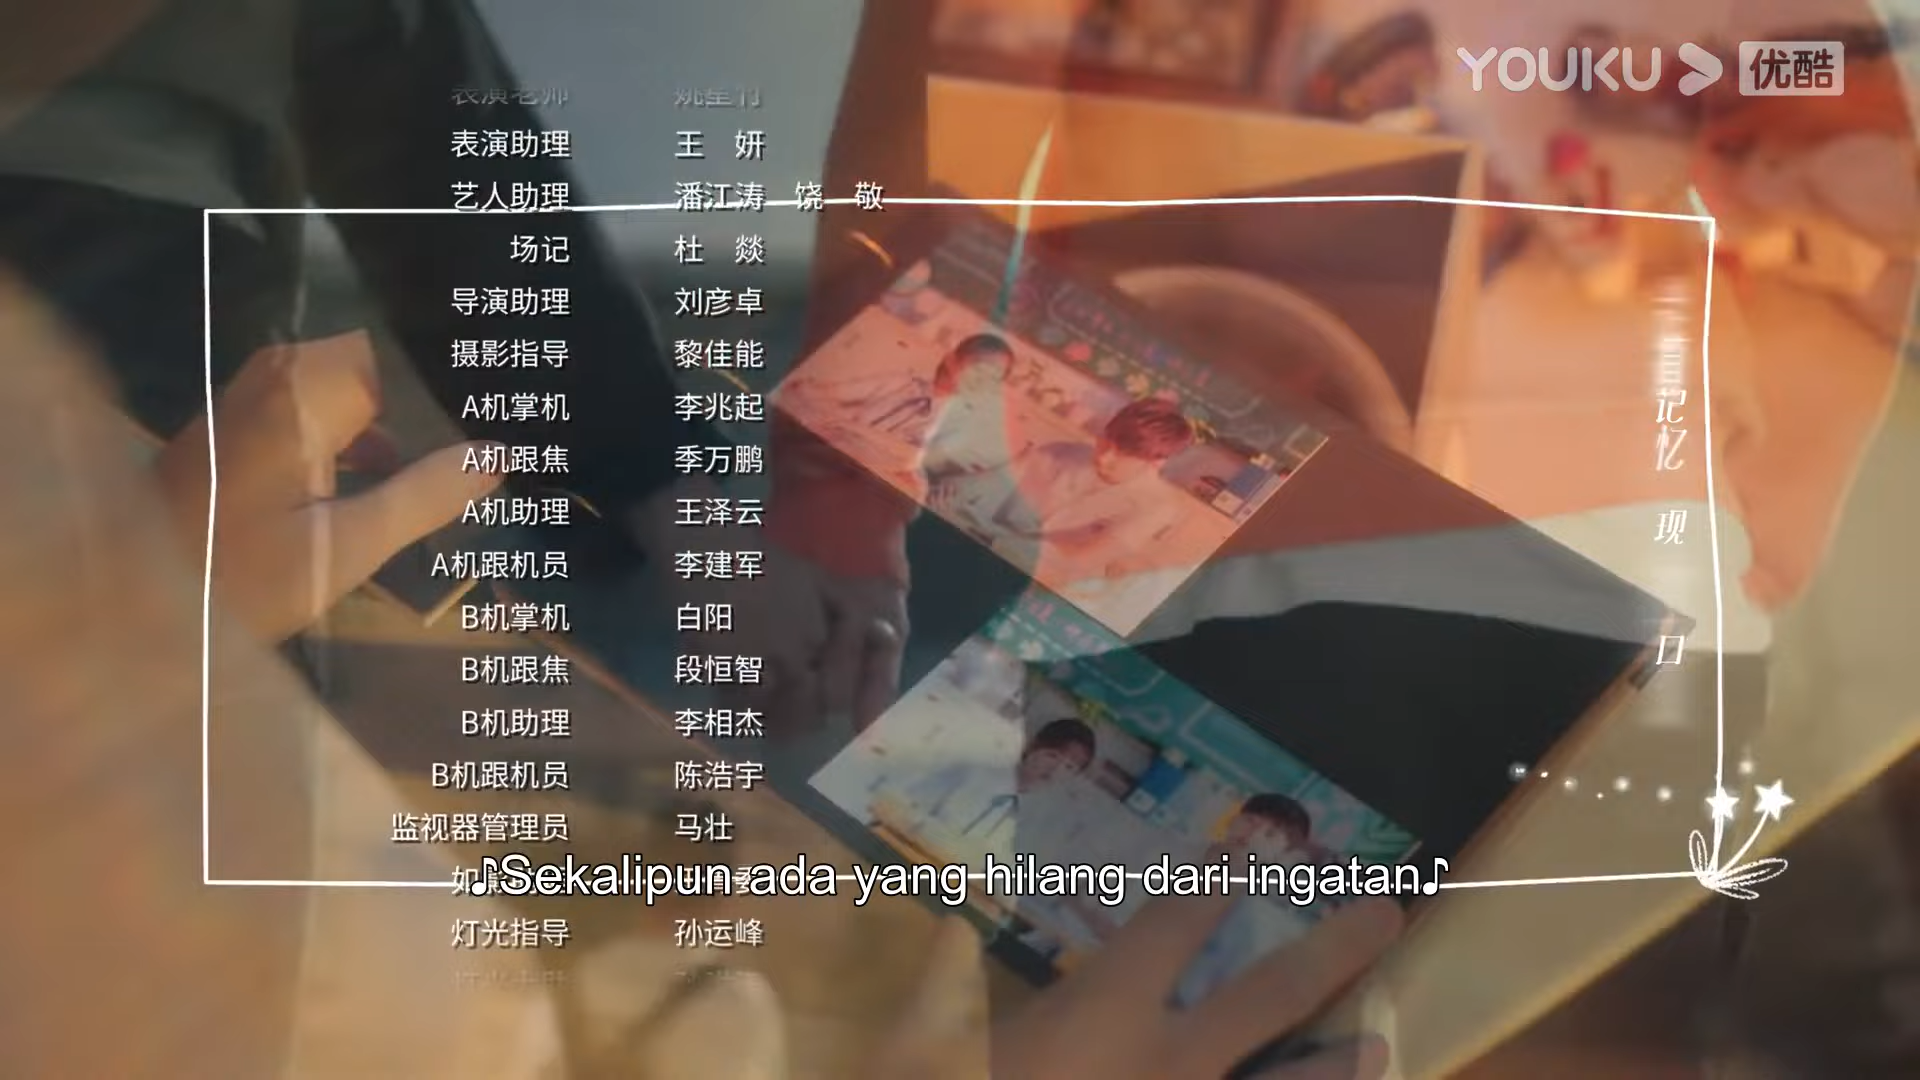 YOUKU 优酷
表演老师
表演助理 王 妍
艺人助理 潘江涛 饶 敬
场记 杜 燚
导演助理 刘彦卓
摄影指导 黎佳能
A机掌机 李兆起
A机跟焦 季万鹏
A机助理 王泽云
A机跟机员 李建军
B机掌机 白阳
B机跟焦 段恒智
B机助理 李相杰
B机跟机员 陈浩宇
监视器管理员 马壮
♪Sekalipun ada yang hilang dari ingatan♪
灯光指导 孙运峰
记忆 现